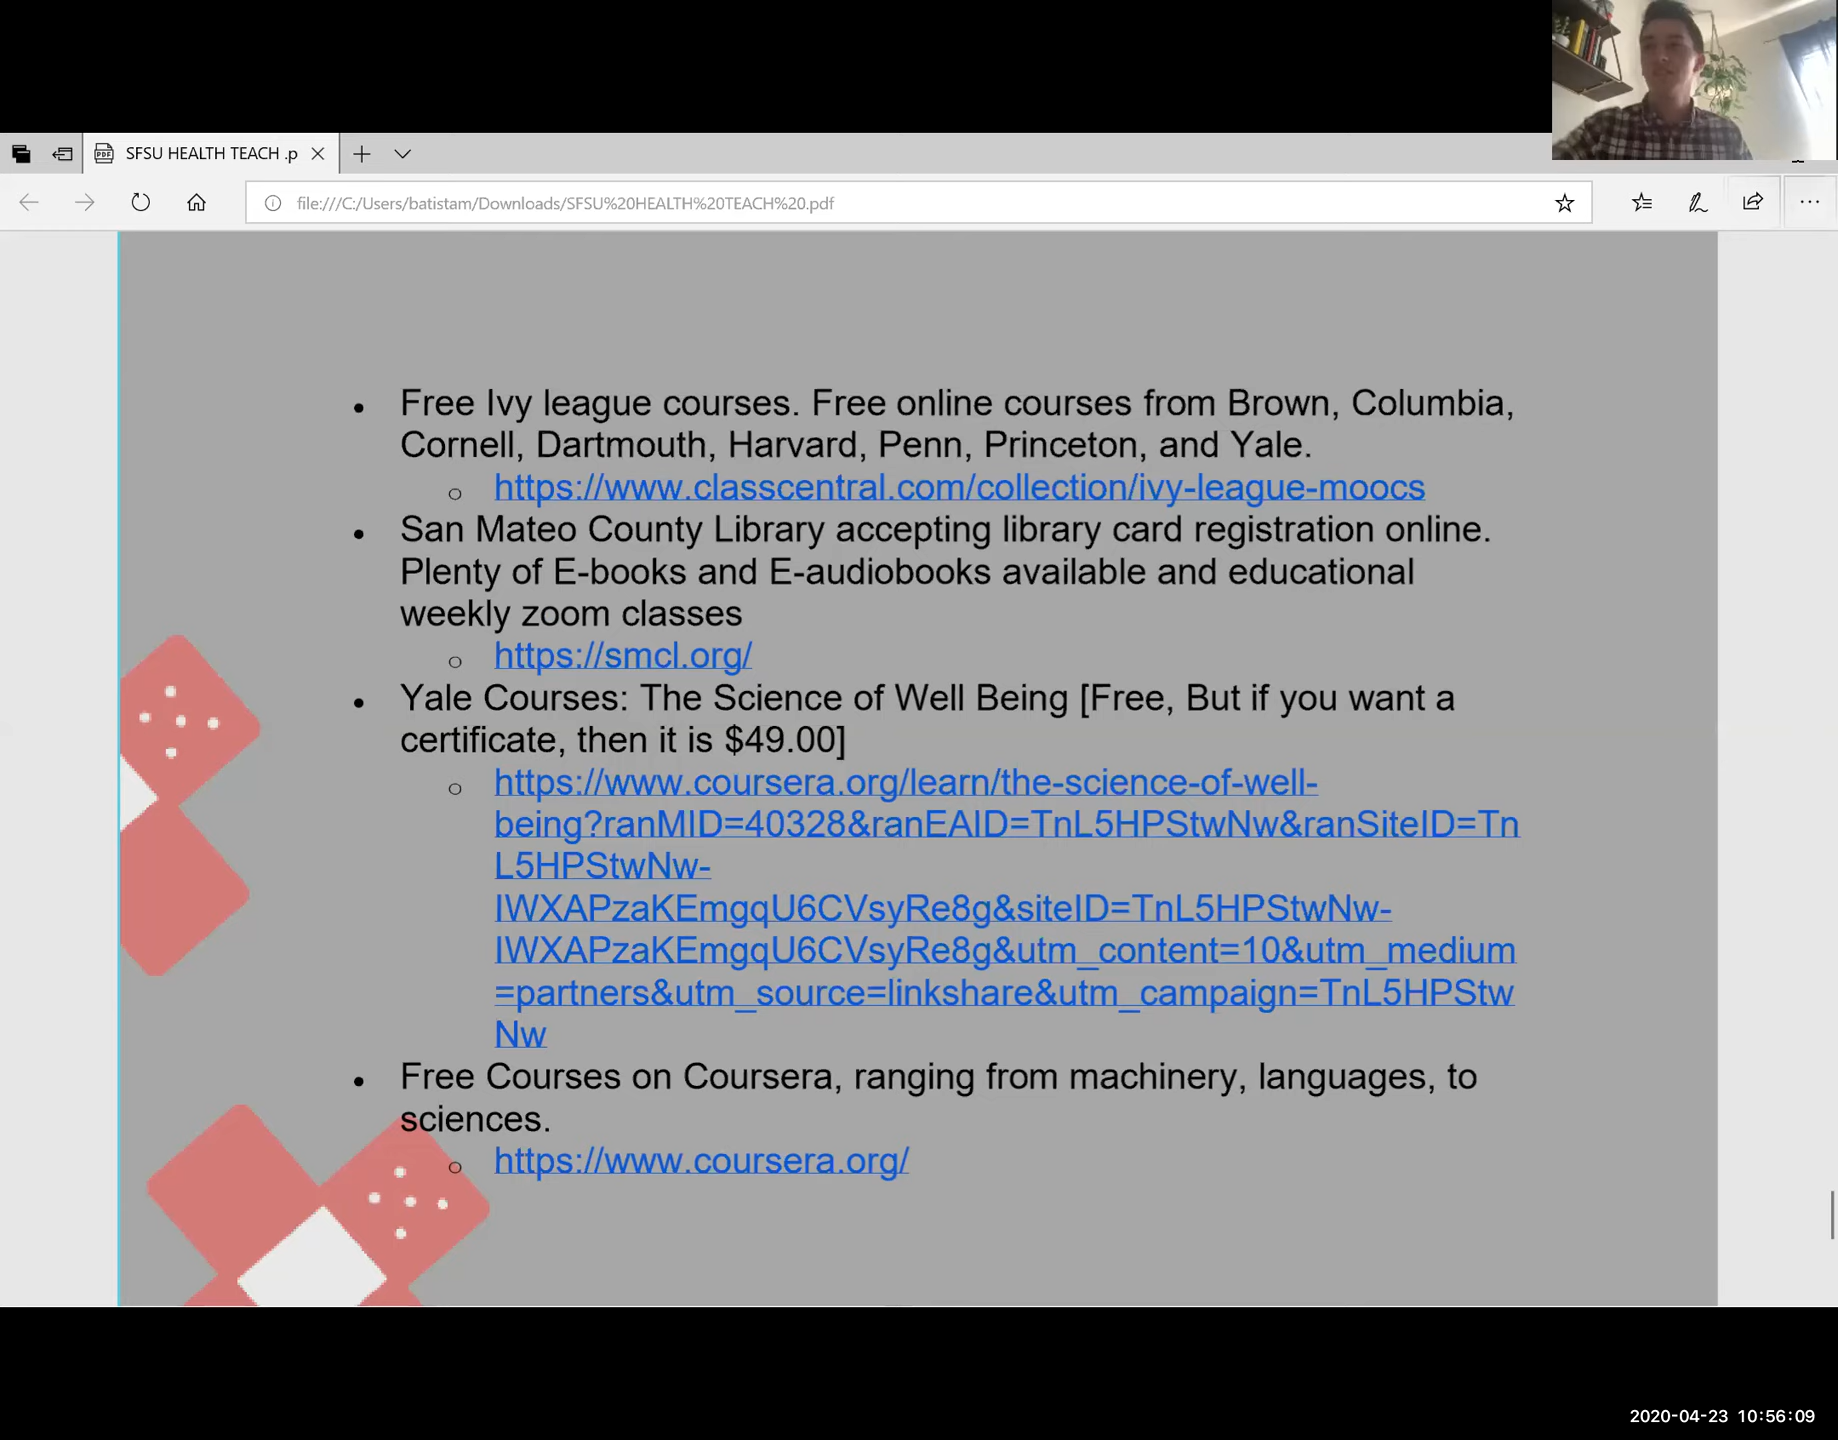 SFSU HEALTH TEACH .p
file:///C:/Users/batistam/Downloads/SFSU%20HEALTH%20TEACH%20.pdf
• Free Ivy league courses. Free online courses from Brown, Columbia,
Cornell, Dartmouth, Harvard, Penn, Princeton, and Yale.
○ https://www.classcentral.com/collection/ivy-league-moocs
• San Mateo County Library accepting library card registration online.
Plenty of E-books and E-audiobooks available and educational
weekly zoom classes
○ https://smcl.org/
• Yale Courses: The Science of Well Being [Free, But if you want a
certificate, then it is $49.00]
○ https://www.coursera.org/learn/the-science-of-well-
being?ranMID=40328&ranEAID=TnL5HPStwNw&ranSiteID=Tn
L5HPStwNw-
IWXAPzaKEmgqU6CVsyRe8g&siteID=TnL5HPStwNw-
IWXAPzaKEmgqU6CVsyRe8g&utm_content=10&utm_medium
=partners&utm_source=linkshare&utm_campaign=TnL5HPStw
Nw
• Free Courses on Coursera, ranging from machinery, languages, to
sciences.
○ https://www.coursera.org/
2020-04-23 10:56:09